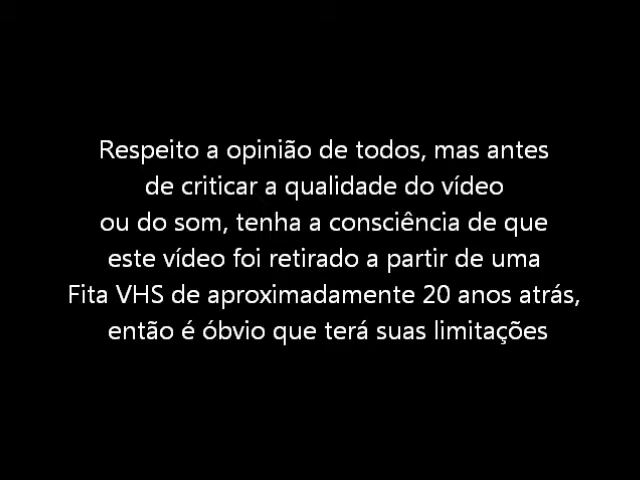 Respeito a opinião de todos, mas antes
de criticar a qualidade do vídeo
ou do som, tenha a consciência de que
este vídeo foi retirado a partir de uma
Fita VHS de aproximadamente 20 anos atrás,
então é óbvio que terá suas limitações